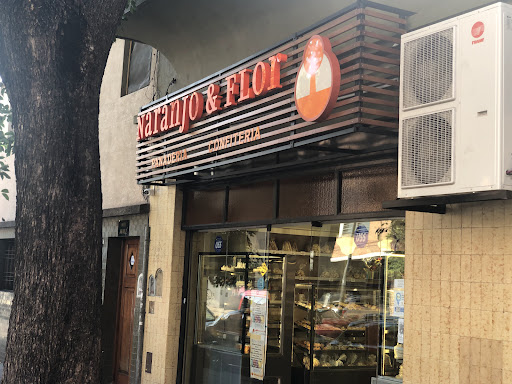 Naranjo & FLOr
PANADERIA CONFITERIA